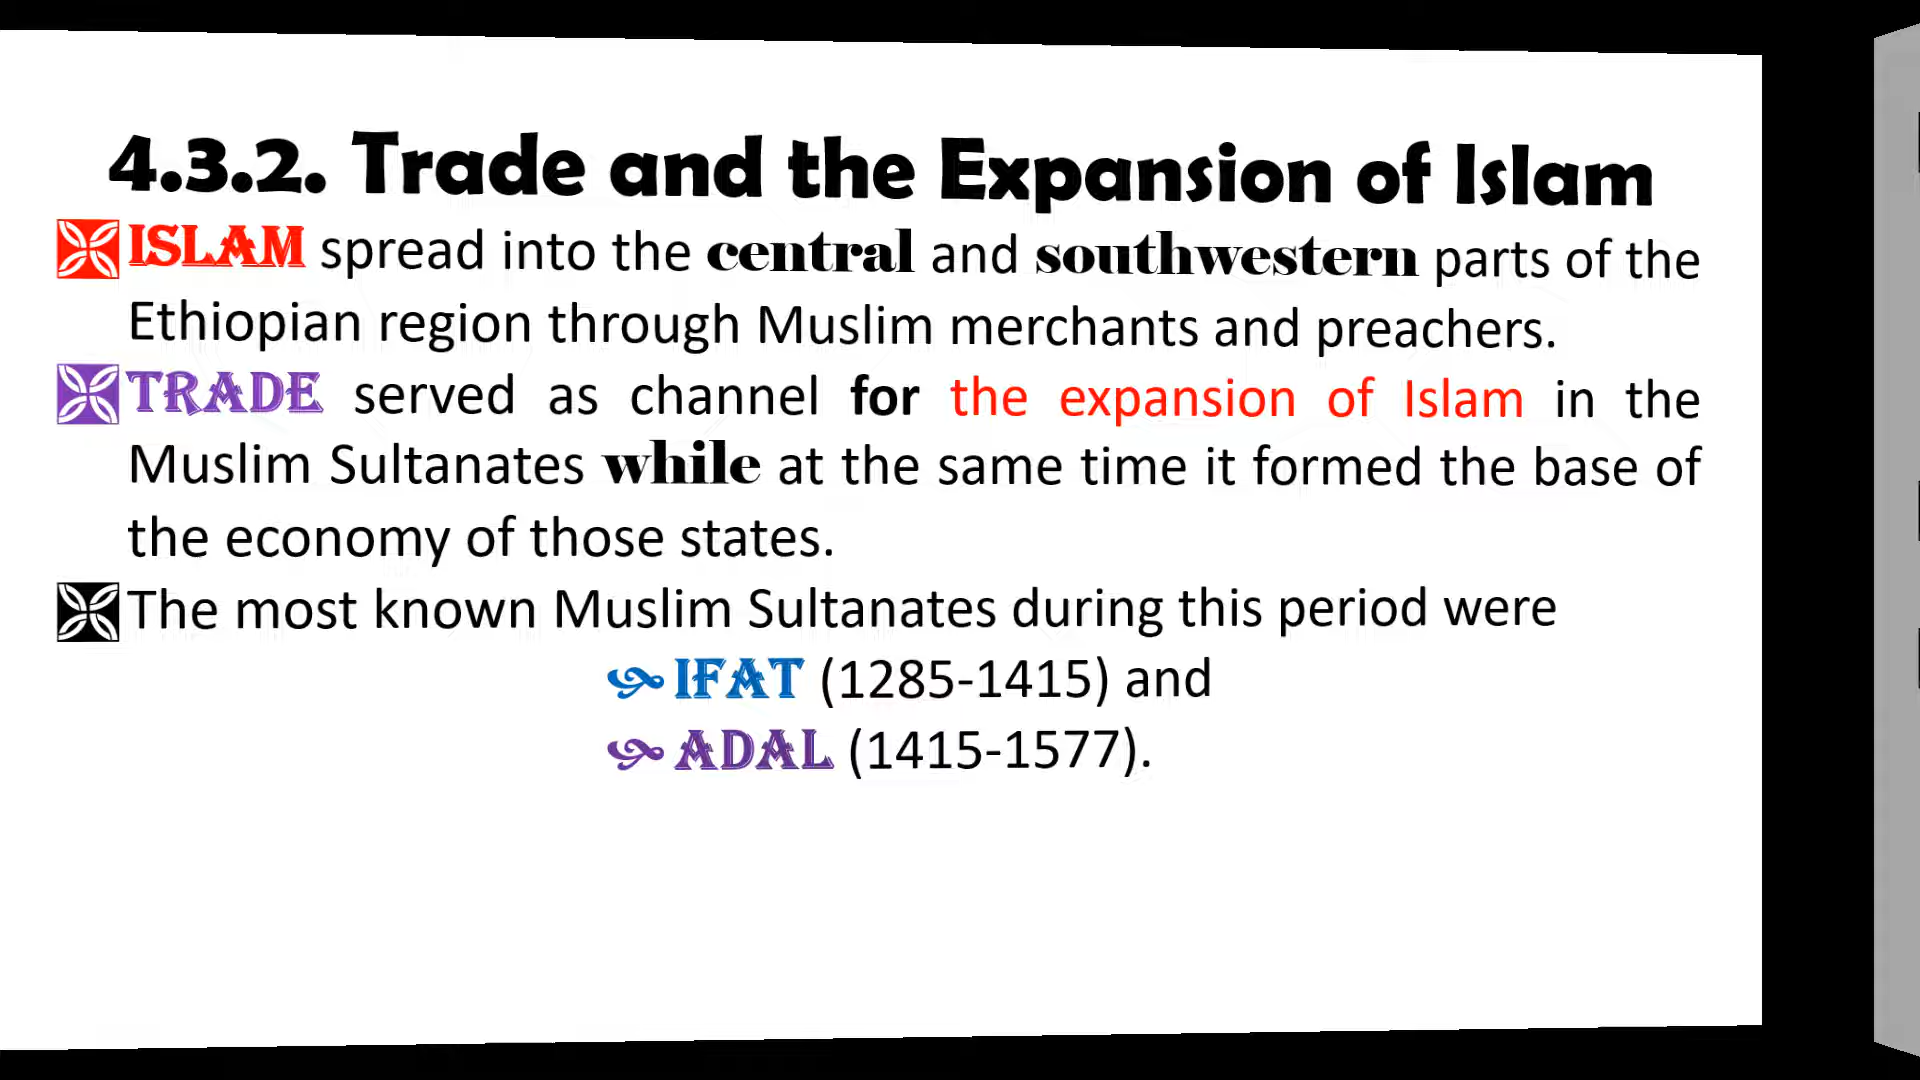 4.3.2. Trade and the Expansion of Islam
ISLAM spread into the central and southwestern parts of the
Ethiopian region through Muslim merchants and preachers.
TRADE served as channel for the expansion of Islam in the
Muslim Sultanates while at the same time it formed the base of
the economy of those states.
The most known Muslim Sultanates during this period were
IFAT (1285-1415) and
ADAL (1415-1577).